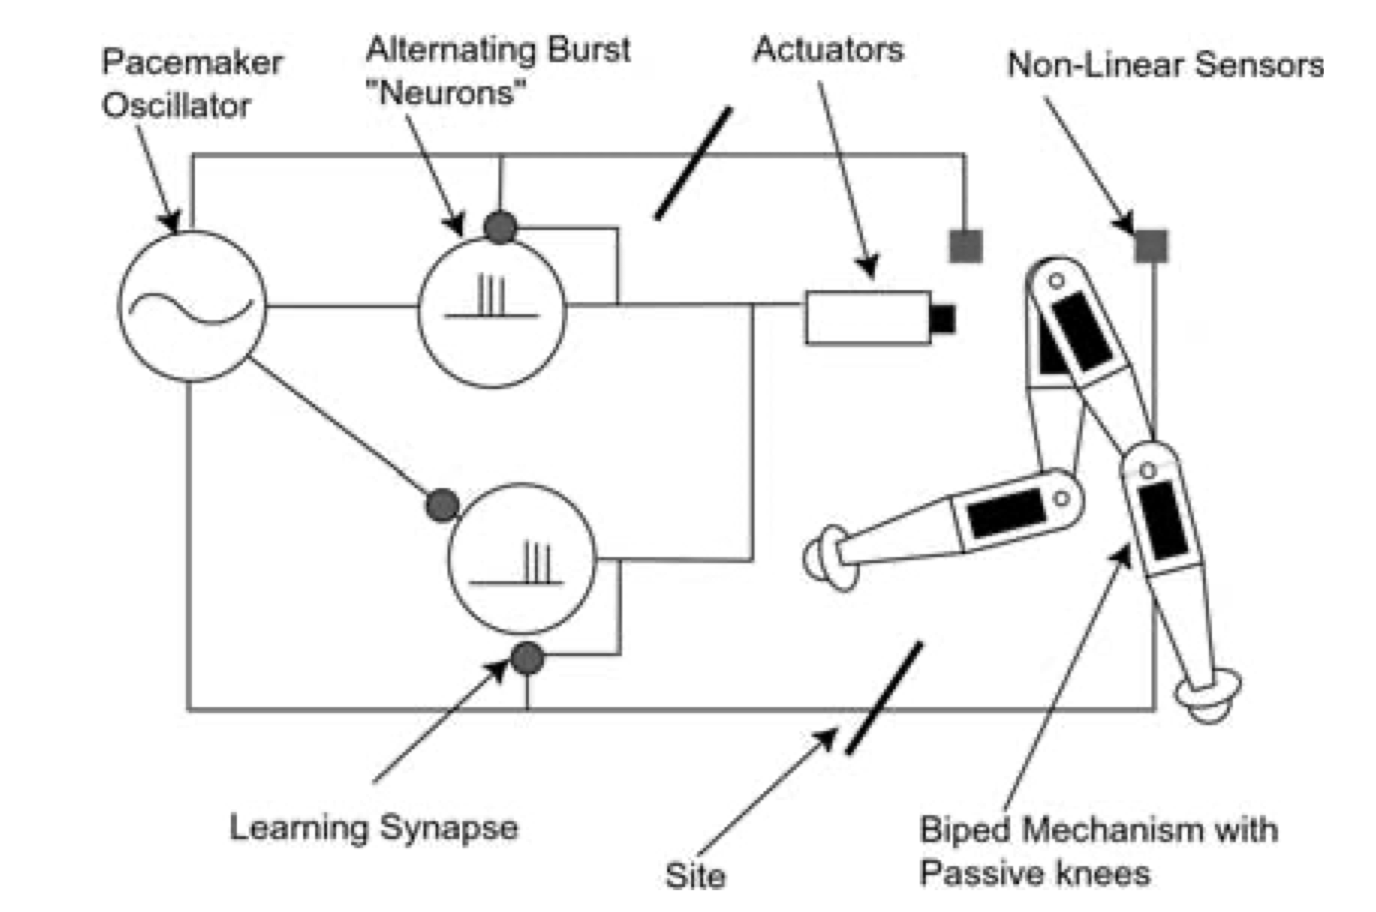 Pacemaker
Oscillator
Alternating Burst
"Neurons"
Actuators
Non-Linear Sensors
Learning Synapse
Site
Biped Mechanism with
Passive knees